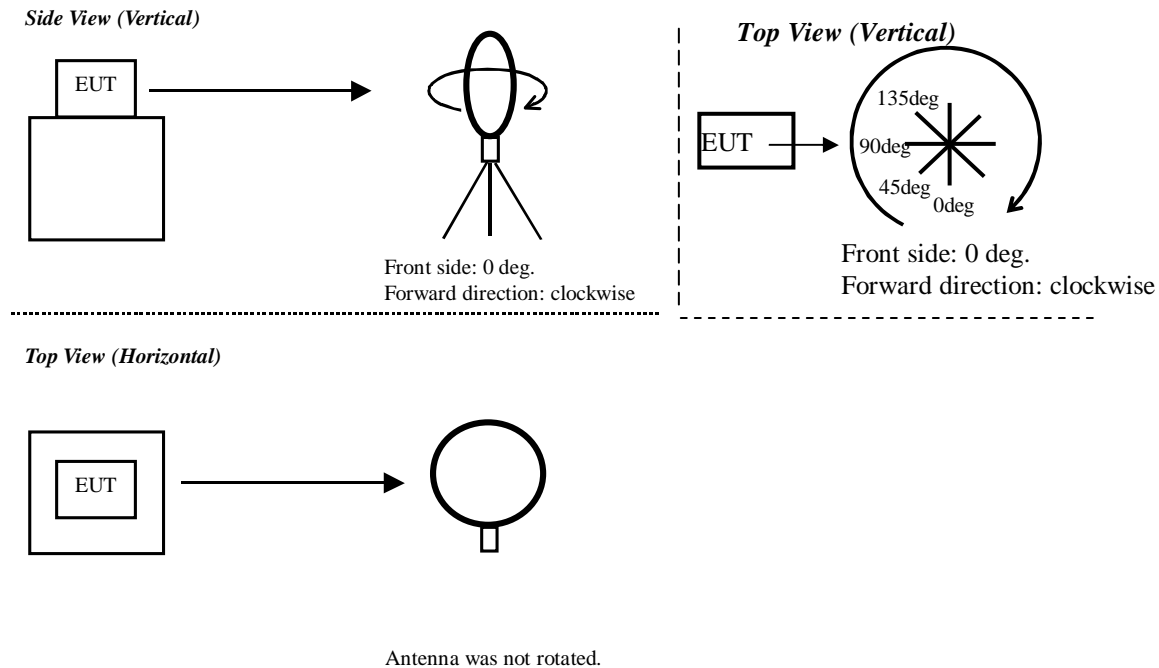 Side View (Vertical)
EUT
Front side: 0 deg.
Forward direction: clockwise
Top View (Vertical)
EUT
135deg
90deg
45deg
0deg
Front side: 0 deg.
Forward direction: clockwise
Top View (Horizontal)
EUT
Antenna was not rotated.